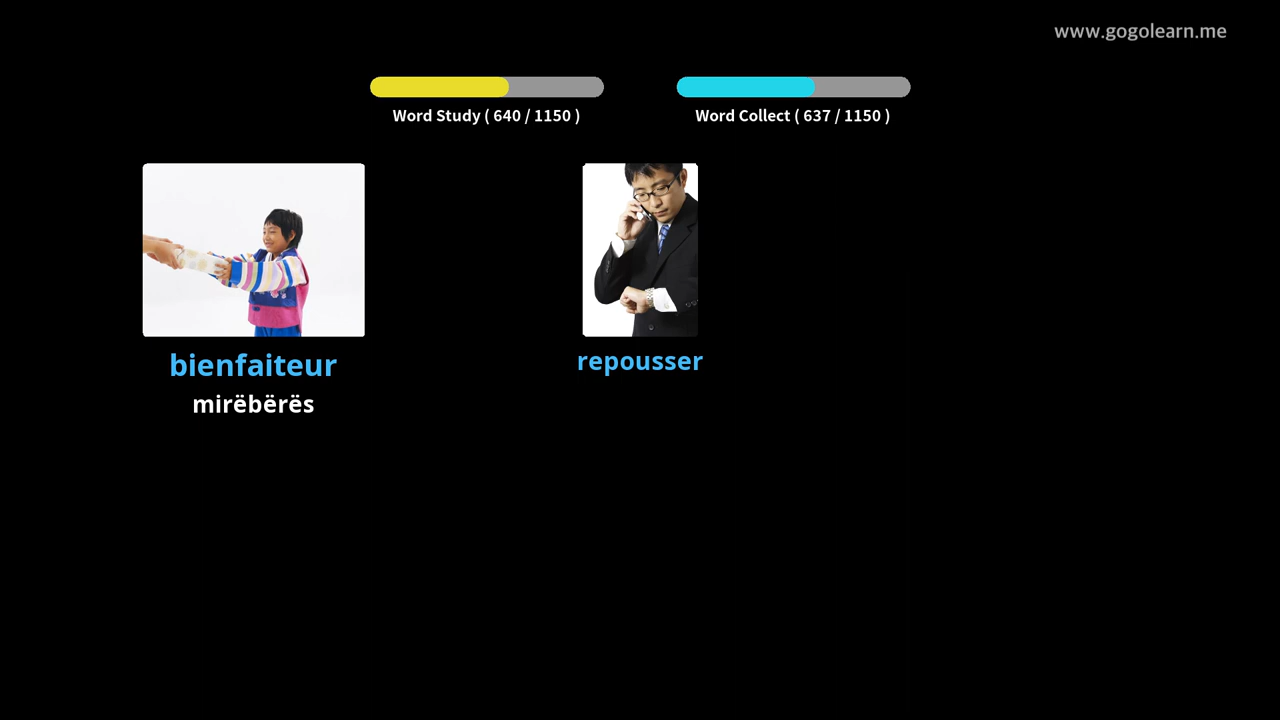 www.gogolearn.me
Word Study ( 640 / 1150 )
Word Collect ( 637 / 1150 )
bienfaiteur
mirëbërës
repousser